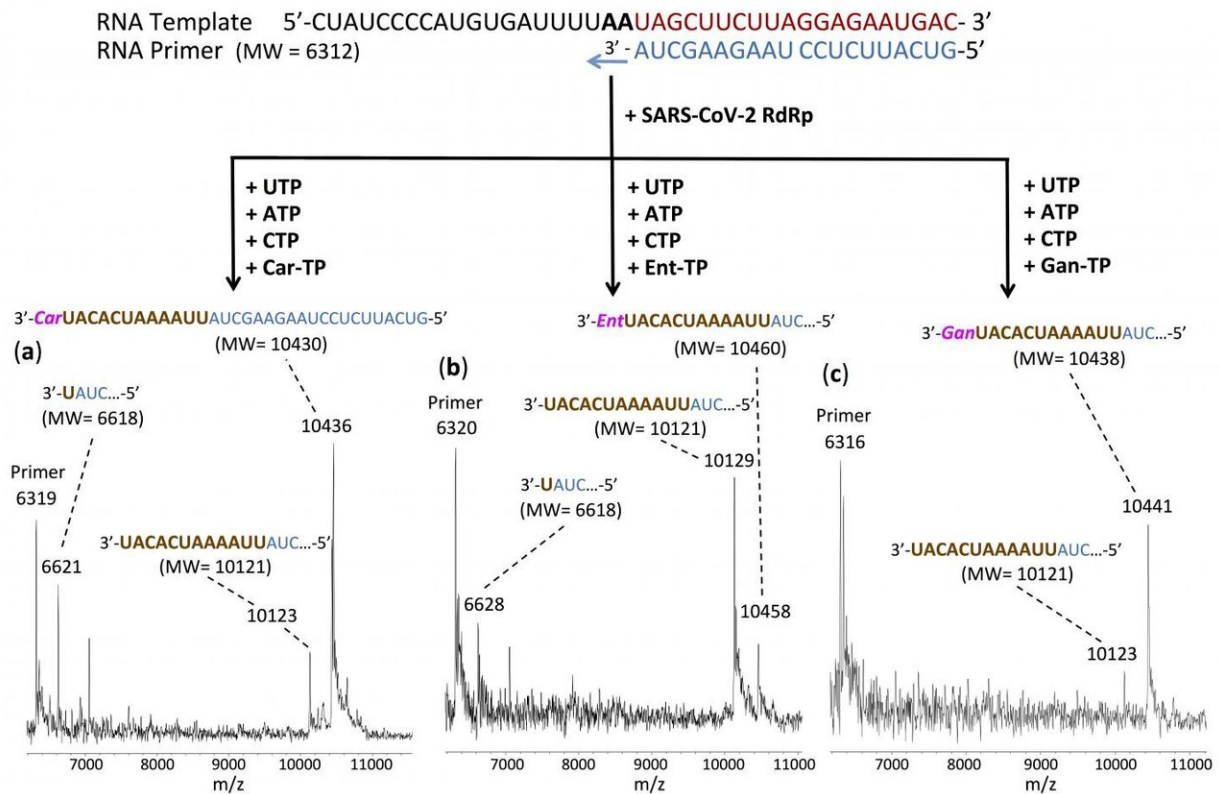 RNA Template 5’-CUAUCCCCAUGUGAUUUUAAUAGCUUCUUAGGAGAAUGAC- 3’
RNA Primer (MW = 6312) 3’ - AUCGAAGAAU CCUCUUACUG-5’
+ SARS-CoV-2 RdRp
+ UTP
+ ATP
+ CTP
+ Car-TP
+ UTP
+ ATP
+ CTP
+ Ent-TP
+ UTP
+ ATP
+ CTP
+ Gan-TP
3’-CarUACACUAAAAUUAUCGAAGAAUCCUCUUACUG-5’
(MW= 10430)
(a)
3’-UAUC...-5’
(MW= 6618)
10436
Primer
6319
6621
3’-UACACUAAAAUUAUC...-5’
(MW= 10121)
10123
7000 8000 9000 10000 11000
m/z
3’-EntUACACUAAAAUUAUC...-5’
(MW= 10460)
(b)
Primer
6320
3’-UACACUAAAAUUAUC...-5’
(MW= 10121)
10129
3’-UAUC...-5’
(MW= 6618)
6628
10458
7000 8000 9000 10000 11000
m/z
3’-GanUACACUAAAAUUAUC...-5’
(MW= 10438)
(c)
Primer
6316
10441
3’-UACACUAAAAUUAUC...-5’
(MW= 10121)
10123
7000 8000 9000 10000 11000
m/z